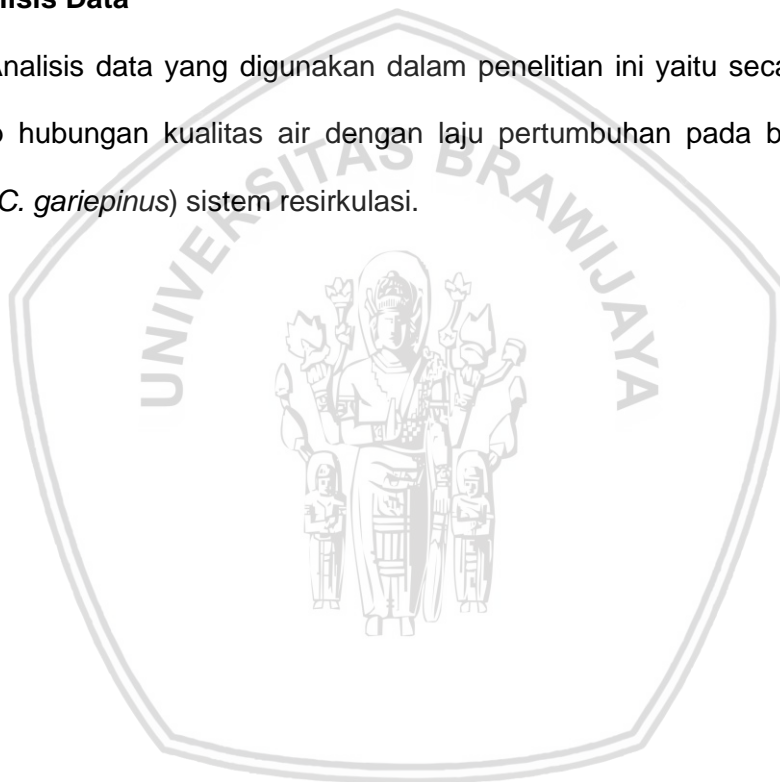 nalisis Data
Analisis data yang digunakan dalam penelitian ini yaitu seca
hubungan kualitas air dengan laju pertumbuhan pada b
C. gariepinus) sistem resirkulasi.
UNIVERSITAS BRAWIJAYA